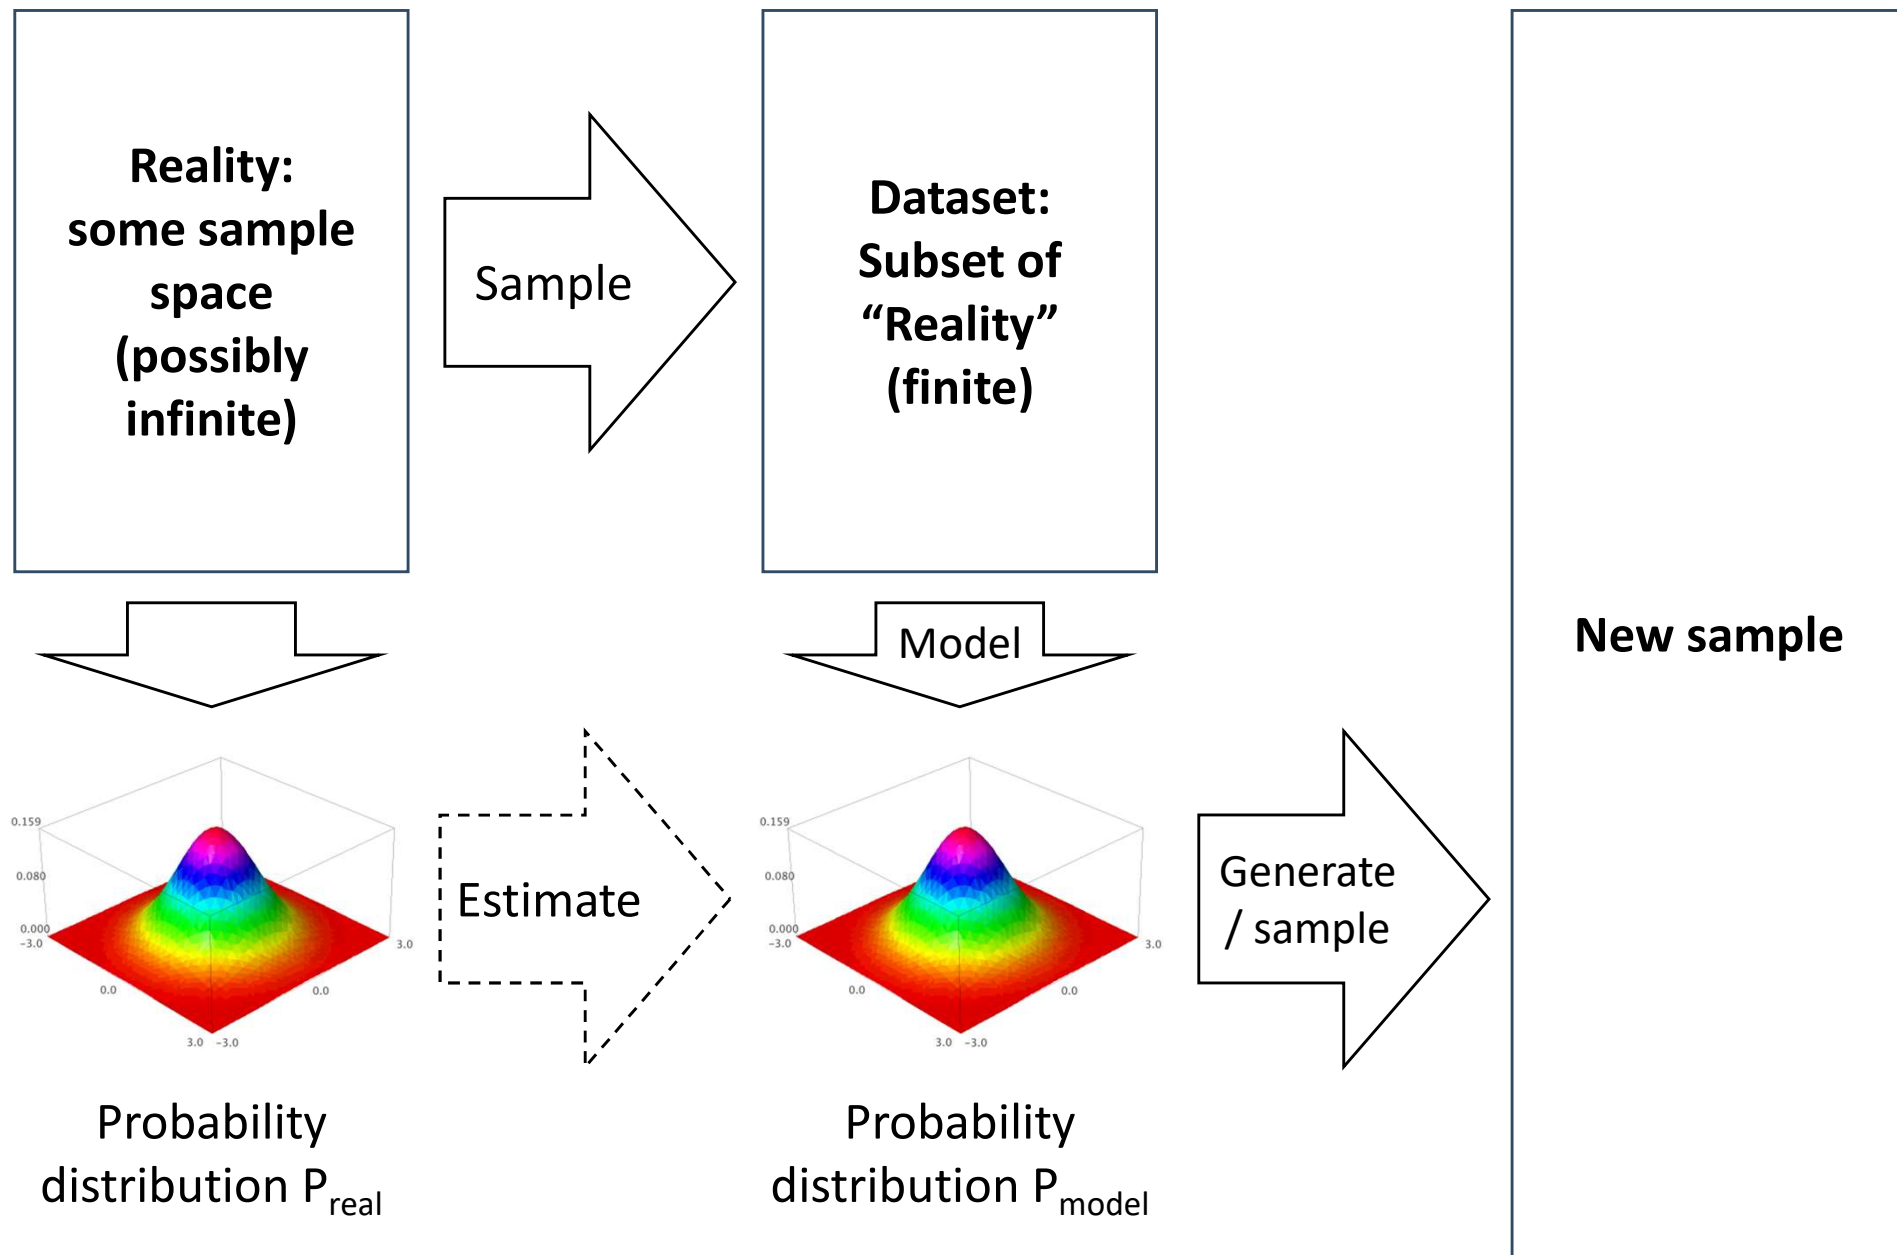 Reality:
some sample
space
(possibly
infinite)
Sample
Dataset:
Subset of
“Reality”
(finite)
Model
New sample
0.159
0.080
0.000
−3.0
0.0
3.0 −3.0
0.0
3.0
Estimate
0.159
0.080
0.000
−3.0
0.0
3.0 −3.0
0.0
3.0
Generate
/ sample
Probability
distribution Preal
Probability
distribution Pmodel